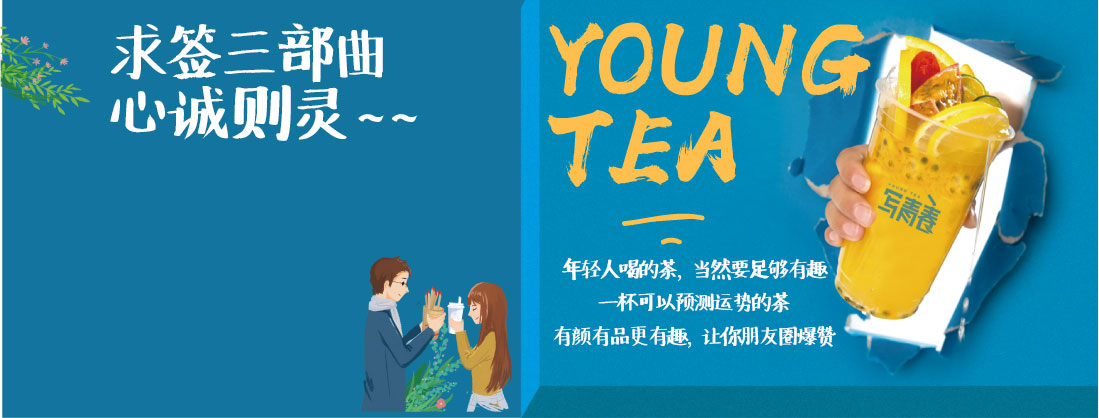 求签三部曲
心诚则灵~~
YOUNG
TEA
年轻人喝的茶，当然要足够有趣
一杯可以预测运势的茶
有颜有品更有趣，让你朋友圈爆赞
YOUNG TEA
写青春